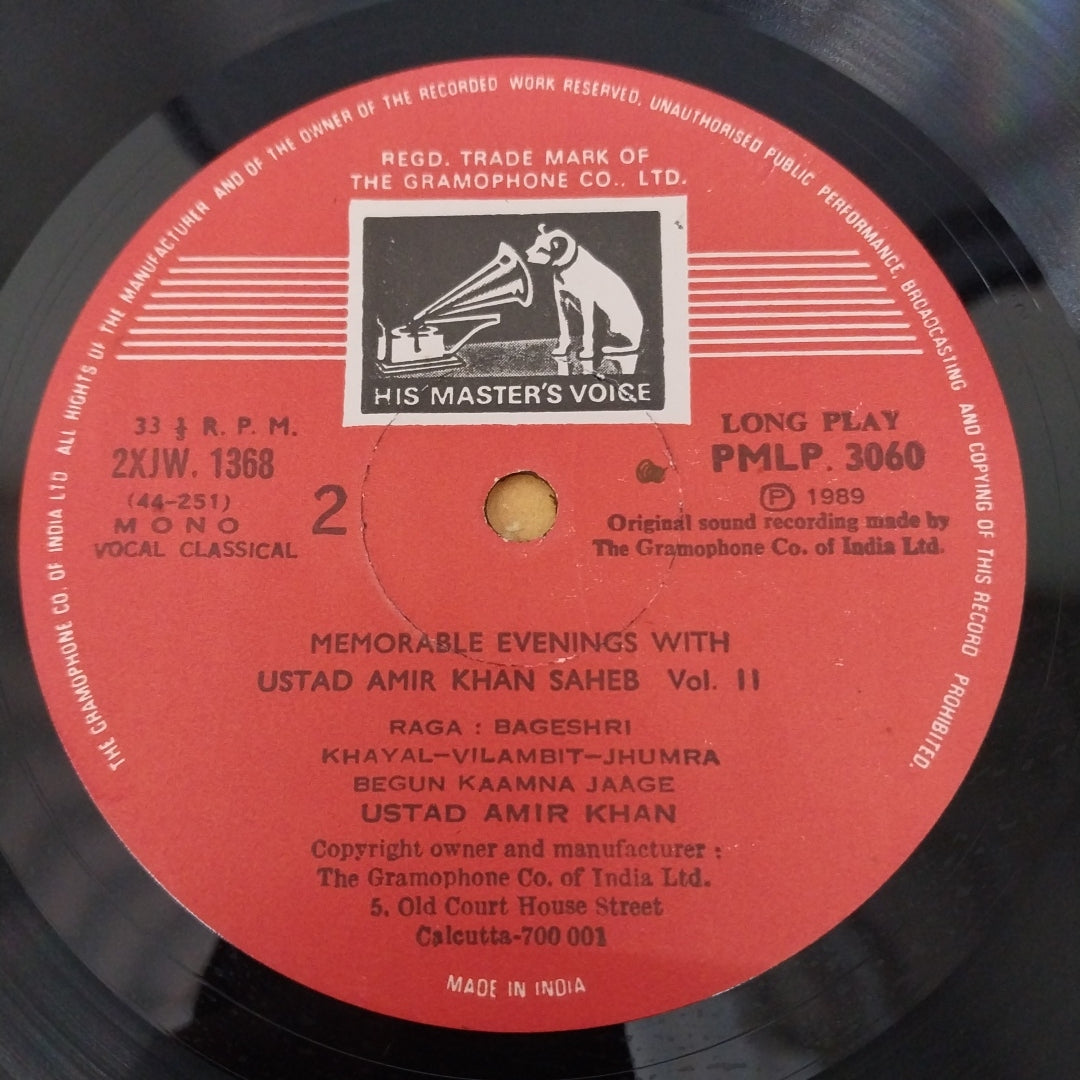 THE GRAMOPHONE CO. OF INDIA LTD ALL RIGHTS OF THE MANUFACTURER AND OF THE OWNER OF THE RECORDED WORK RESERVED, UNAUTHORISED PUBLIC PERFORMANCE, BROADCASTING AND COPYING OF THIS RECORD PROHIBITED.
REGD. TRADE MARK OF
THE GRAMOPHONE CO., LTD.
HIS MASTER'S VOICE
33 ⅓ R. P. M.
2XJW. 1368
(44-251)
2
MONO
VOCAL CLASSICAL
LONG PLAY
PMLP. 3060
Ⓟ 1989
Original sound recording made by
The Gramophone Co. of India Ltd.
MEMORABLE EVENINGS WITH
USTAD AMIR KHAN SAHEB Vol. II
RAGA : BAGESHRI
KHAYAL-VILAMBIT-JHUMRA
BEGUN KAAMNA JAAGE
USTAD AMIR KHAN
Copyright owner and manufacturer :
The Gramophone Co. of India Ltd.
5, Old Court House Street
Calcutta-700 001
MADE IN INDIA